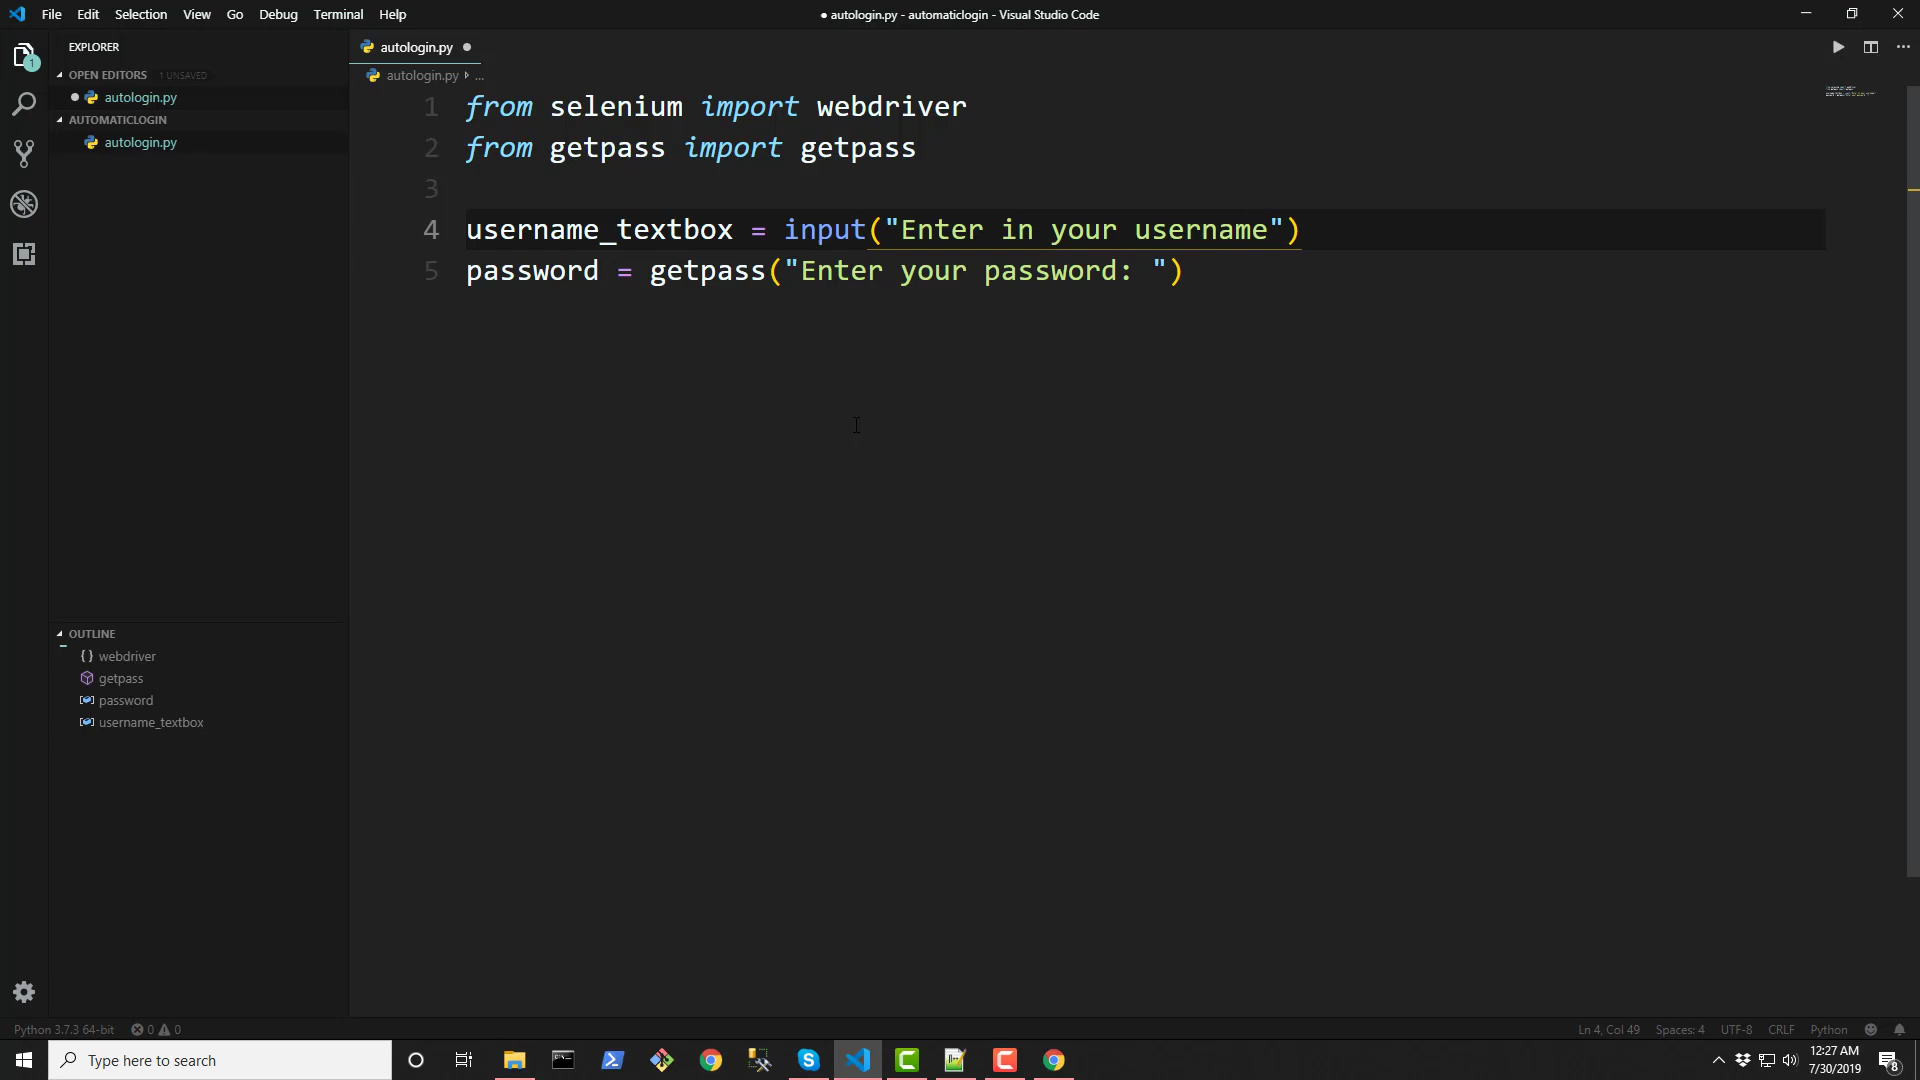 File Edit Selection View Go Debug Terminal Help
● autologin.py - automaticlogin - Visual Studio Code
EXPLORER
OPEN EDITORS 1 UNSAVED
autologin.py
AUTOMATICLOGIN
autologin.py
OUTLINE
webdriver
getpass
password
username_textbox
autologin.py
autologin.py ...
1 from selenium import webdriver
2 from getpass import getpass
3
4 username_textbox = input("Enter in your username")
5 password = getpass("Enter your password: ")
1
Python 3.7.3 64-bit 0 0
Ln 4, Col 49 Spaces: 4 UTF-8 CRLF Python
Type here to search
12:27 AM
7/30/2019
8